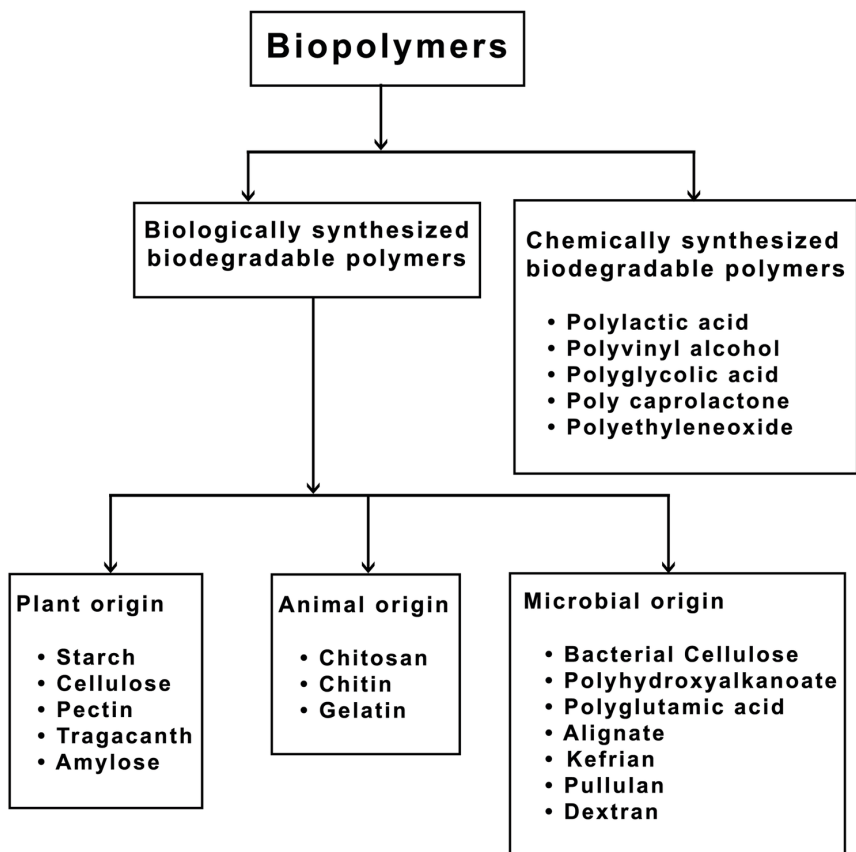 Biopolymers
Biologically synthesized
biodegradable polymers
Chemically synthesized
biodegradable polymers
• Polylactic acid
• Polyvinyl alcohol
• Polyglycolic acid
• Poly caprolactone
• Polyethyleneoxide
Plant origin
• Starch
• Cellulose
• Pectin
• Tragacanth
• Amylose
Animal origin
• Chitosan
• Chitin
• Gelatin
Microbial origin
• Bacterial Cellulose
• Polyhydroxyalkanoate
• Polyglutamic acid
• Alignate
• Kefrian
• Pullulan
• Dextran